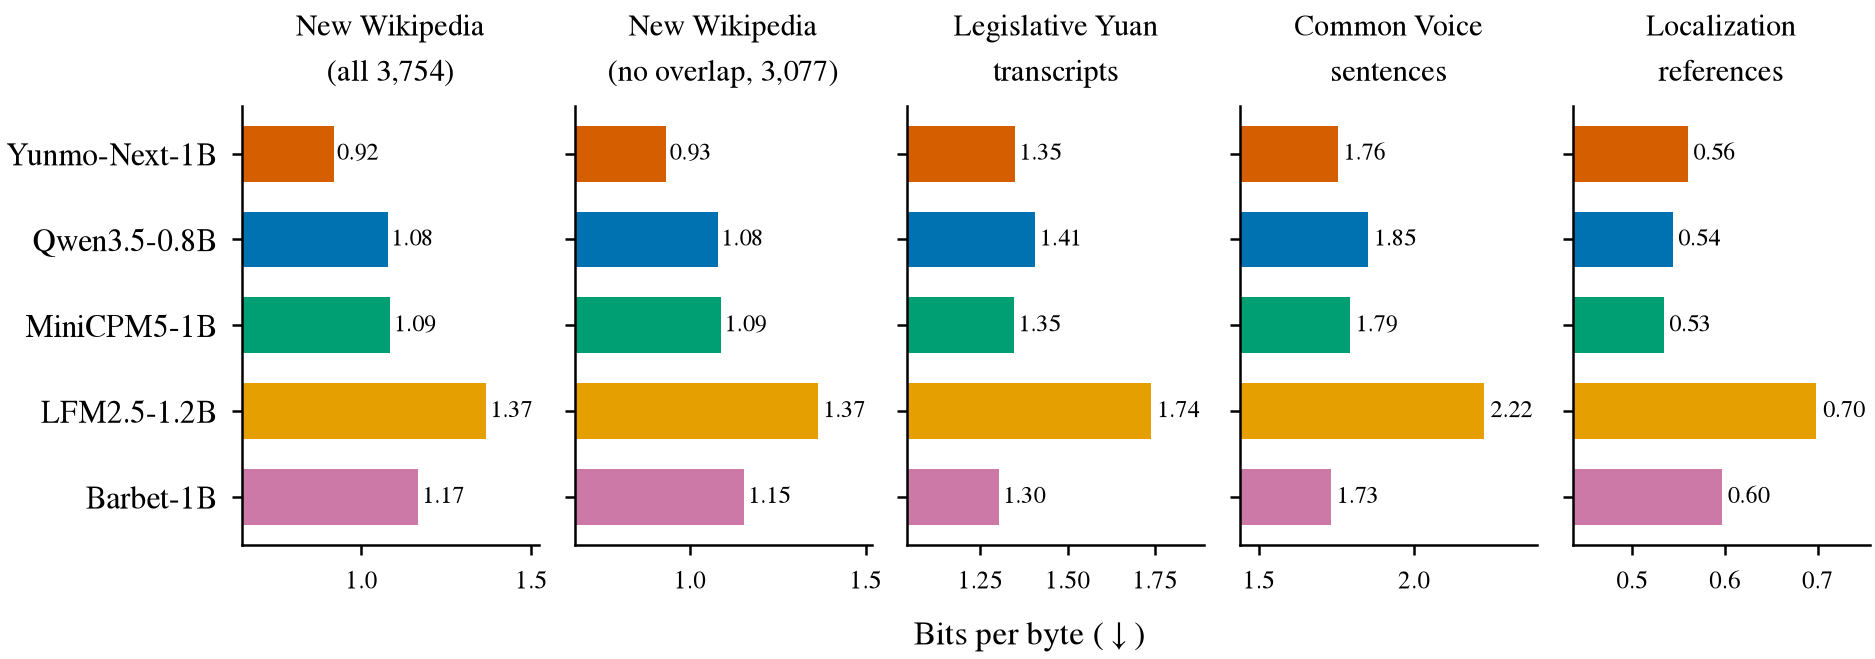 New Wikipedia
(all 3,754)
New Wikipedia
(no overlap, 3,077)
Legislative Yuan
transcripts
Common Voice
sentences
Localization
references
Yunmo-Next-1B
0.92
0.93
1.35
1.76
0.56
Qwen3.5-0.8B
1.08
1.08
1.41
1.85
0.54
MiniCPM5-1B
1.09
1.09
1.35
1.79
0.53
LFM2.5-1.2B
1.37
1.37
1.74
2.22
0.70
Barbet-1B
1.17
1.15
1.30
1.73
0.60
1.0 1.5
1.0 1.5
1.25 1.50 1.75
1.5 2.0
0.5 0.6 0.7
Bits per byte (↓)